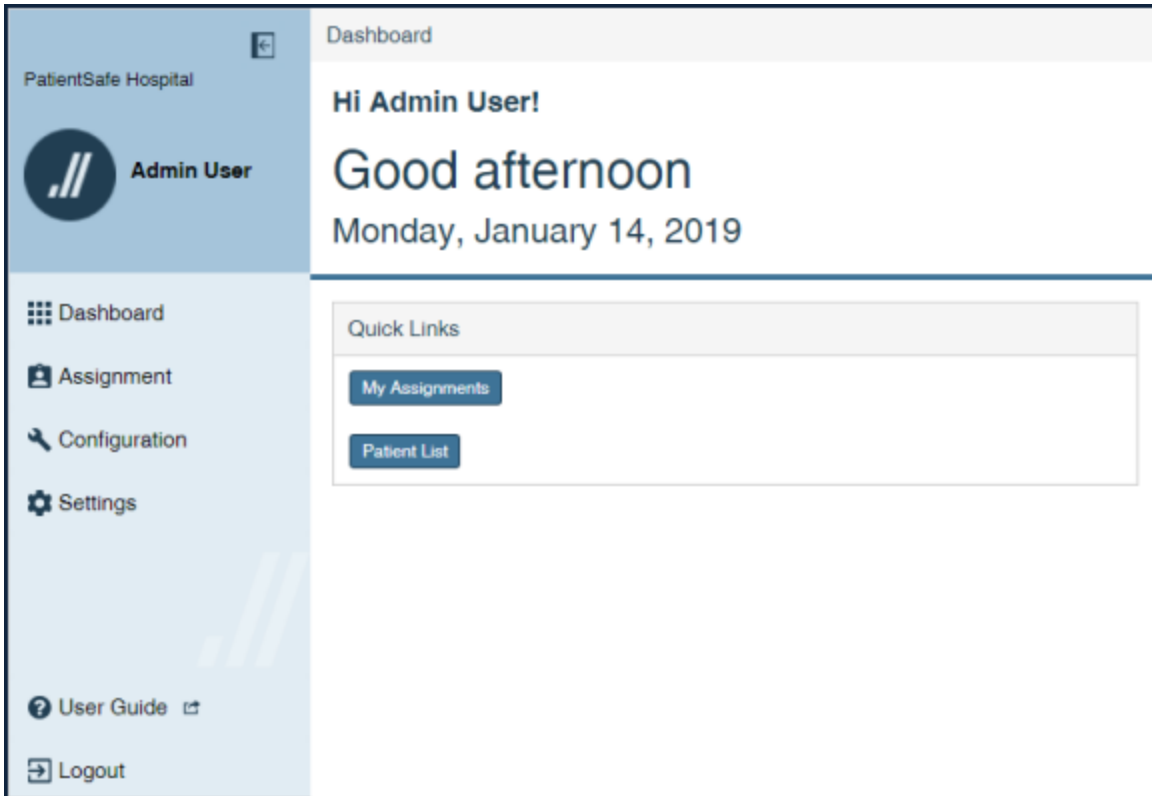 PatientSafe Hospital
Admin User
Dashboard
Assignment
Configuration
Settings
User Guide
Logout
Dashboard
Hi Admin User!
Good afternoon
Monday, January 14, 2019
Quick Links
My Assignments
Patient List